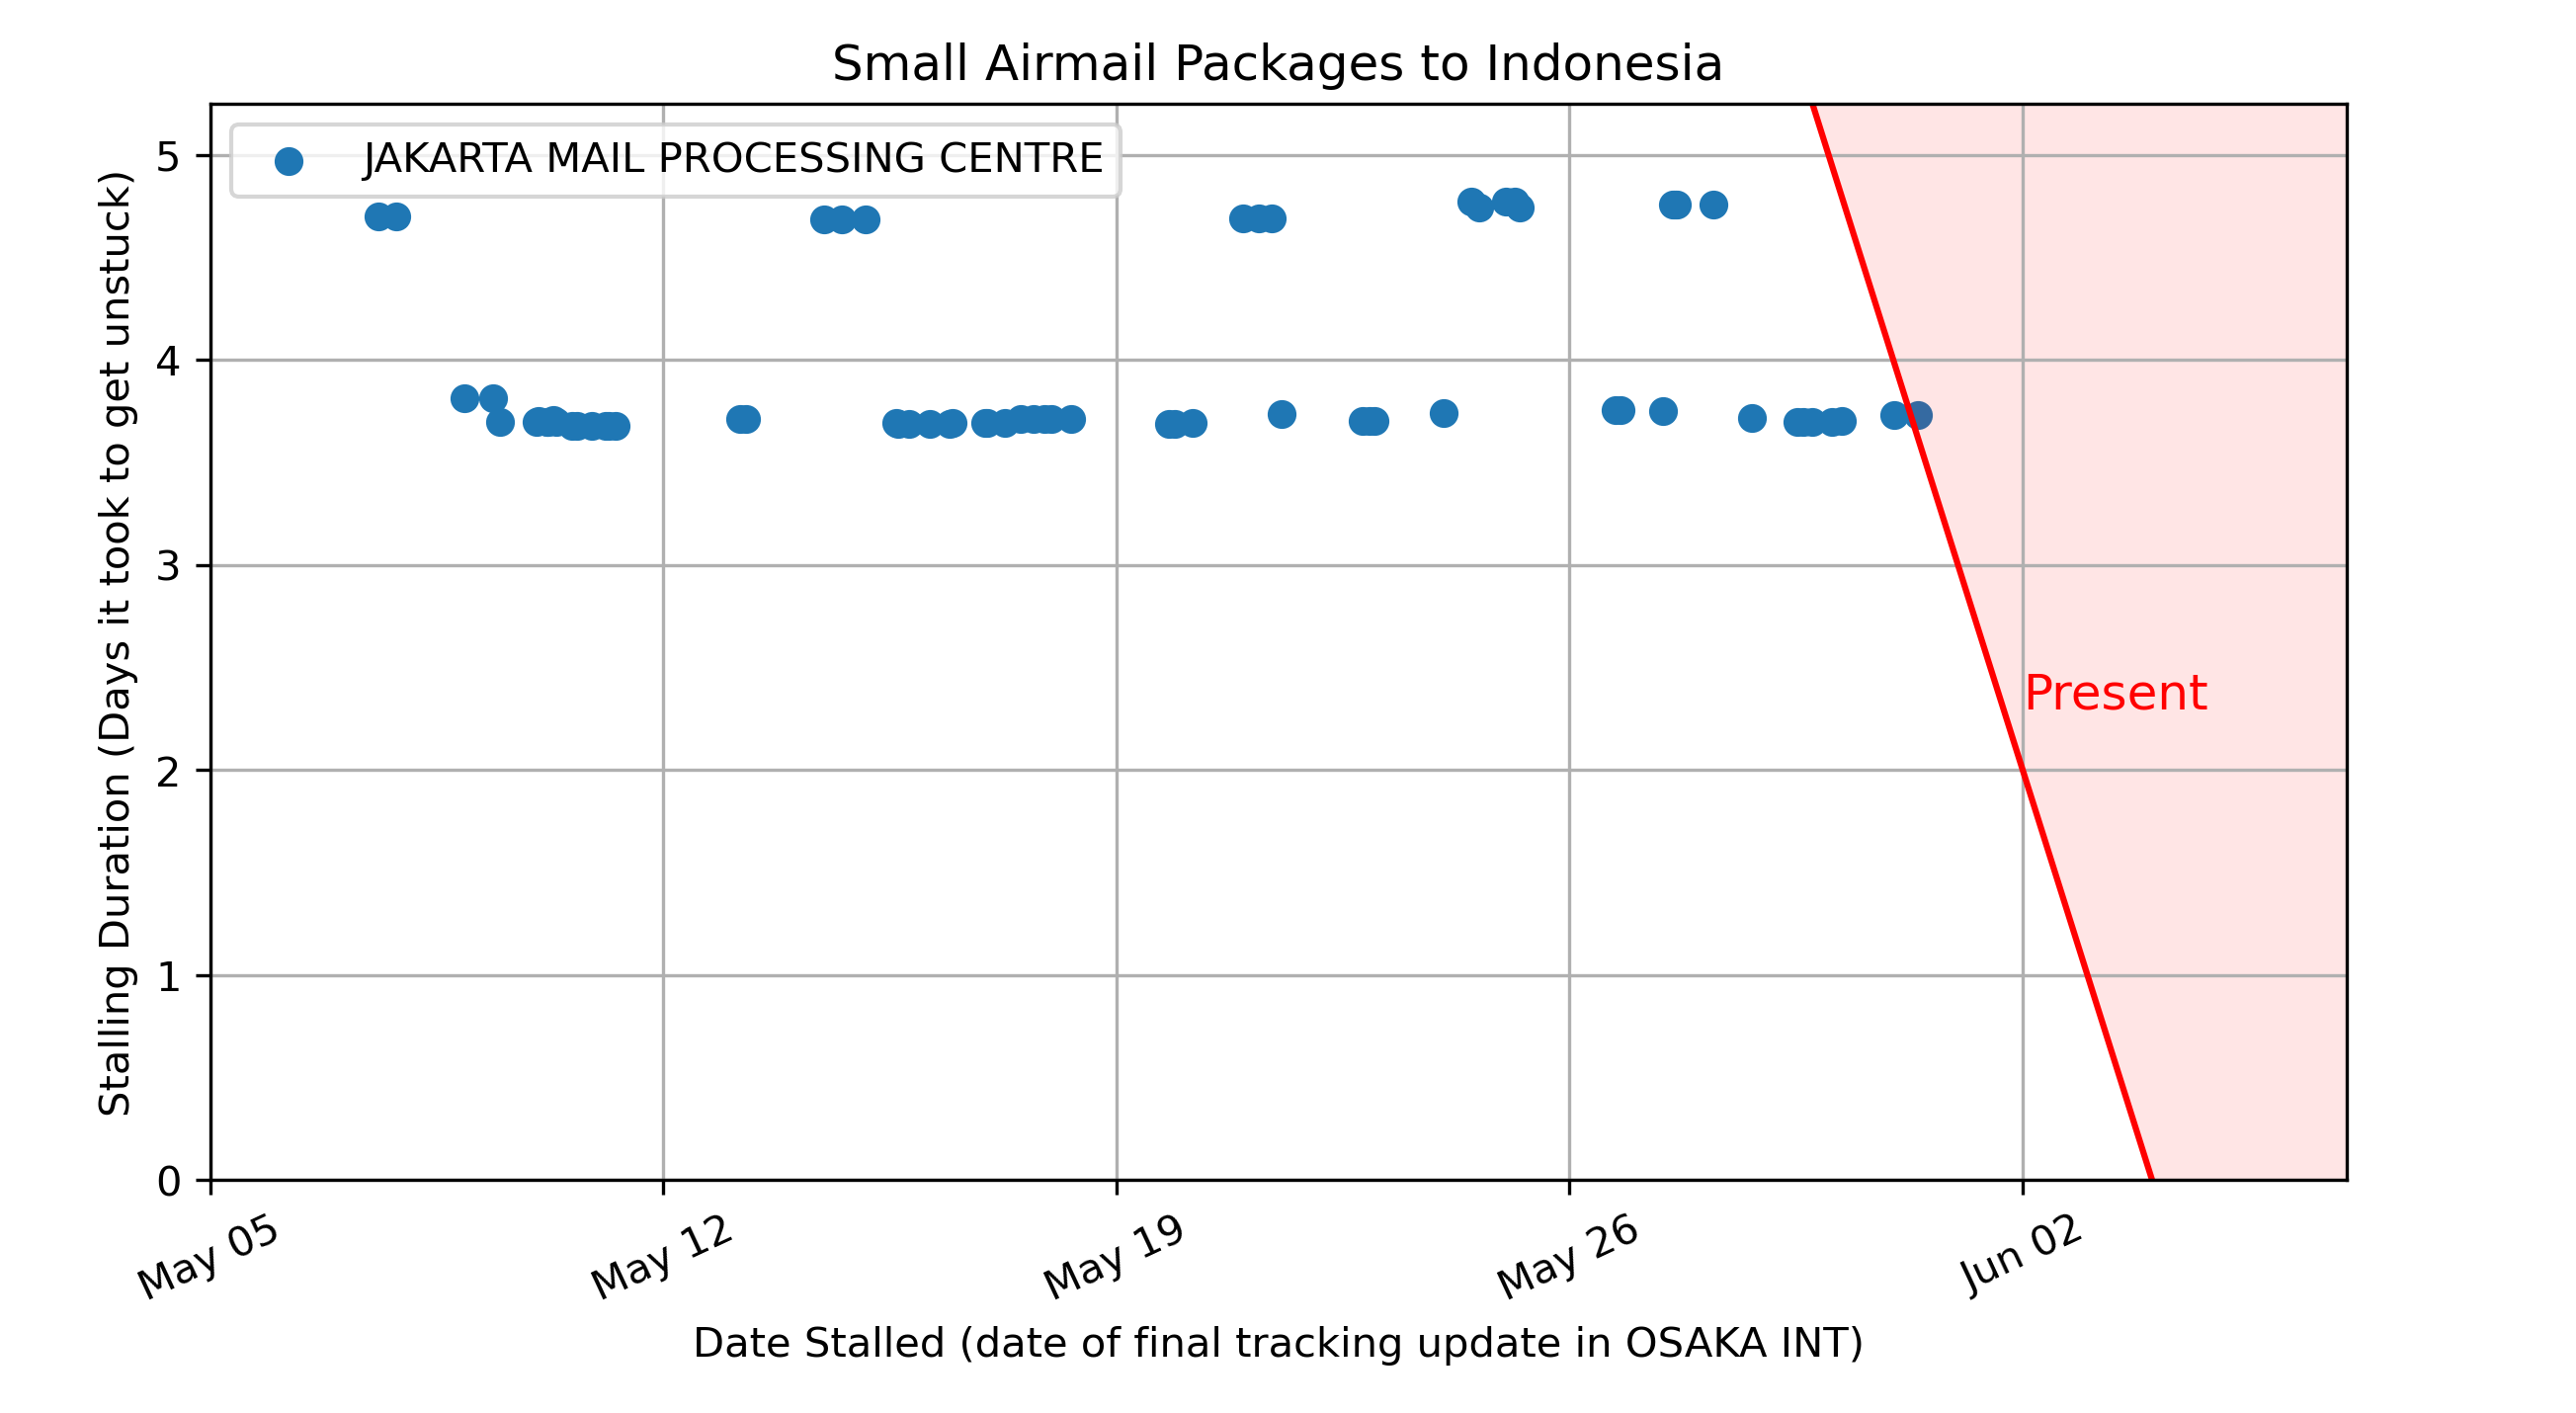 Small Airmail Packages to Indonesia
JAKARTA MAIL PROCESSING CENTRE
Stalling Duration (Days it took to get unstuck)
5
4
3
2
1
0
Present
May 05
May 12
May 19
May 26
Jun 02
Date Stalled (date of final tracking update in OSAKA INT)